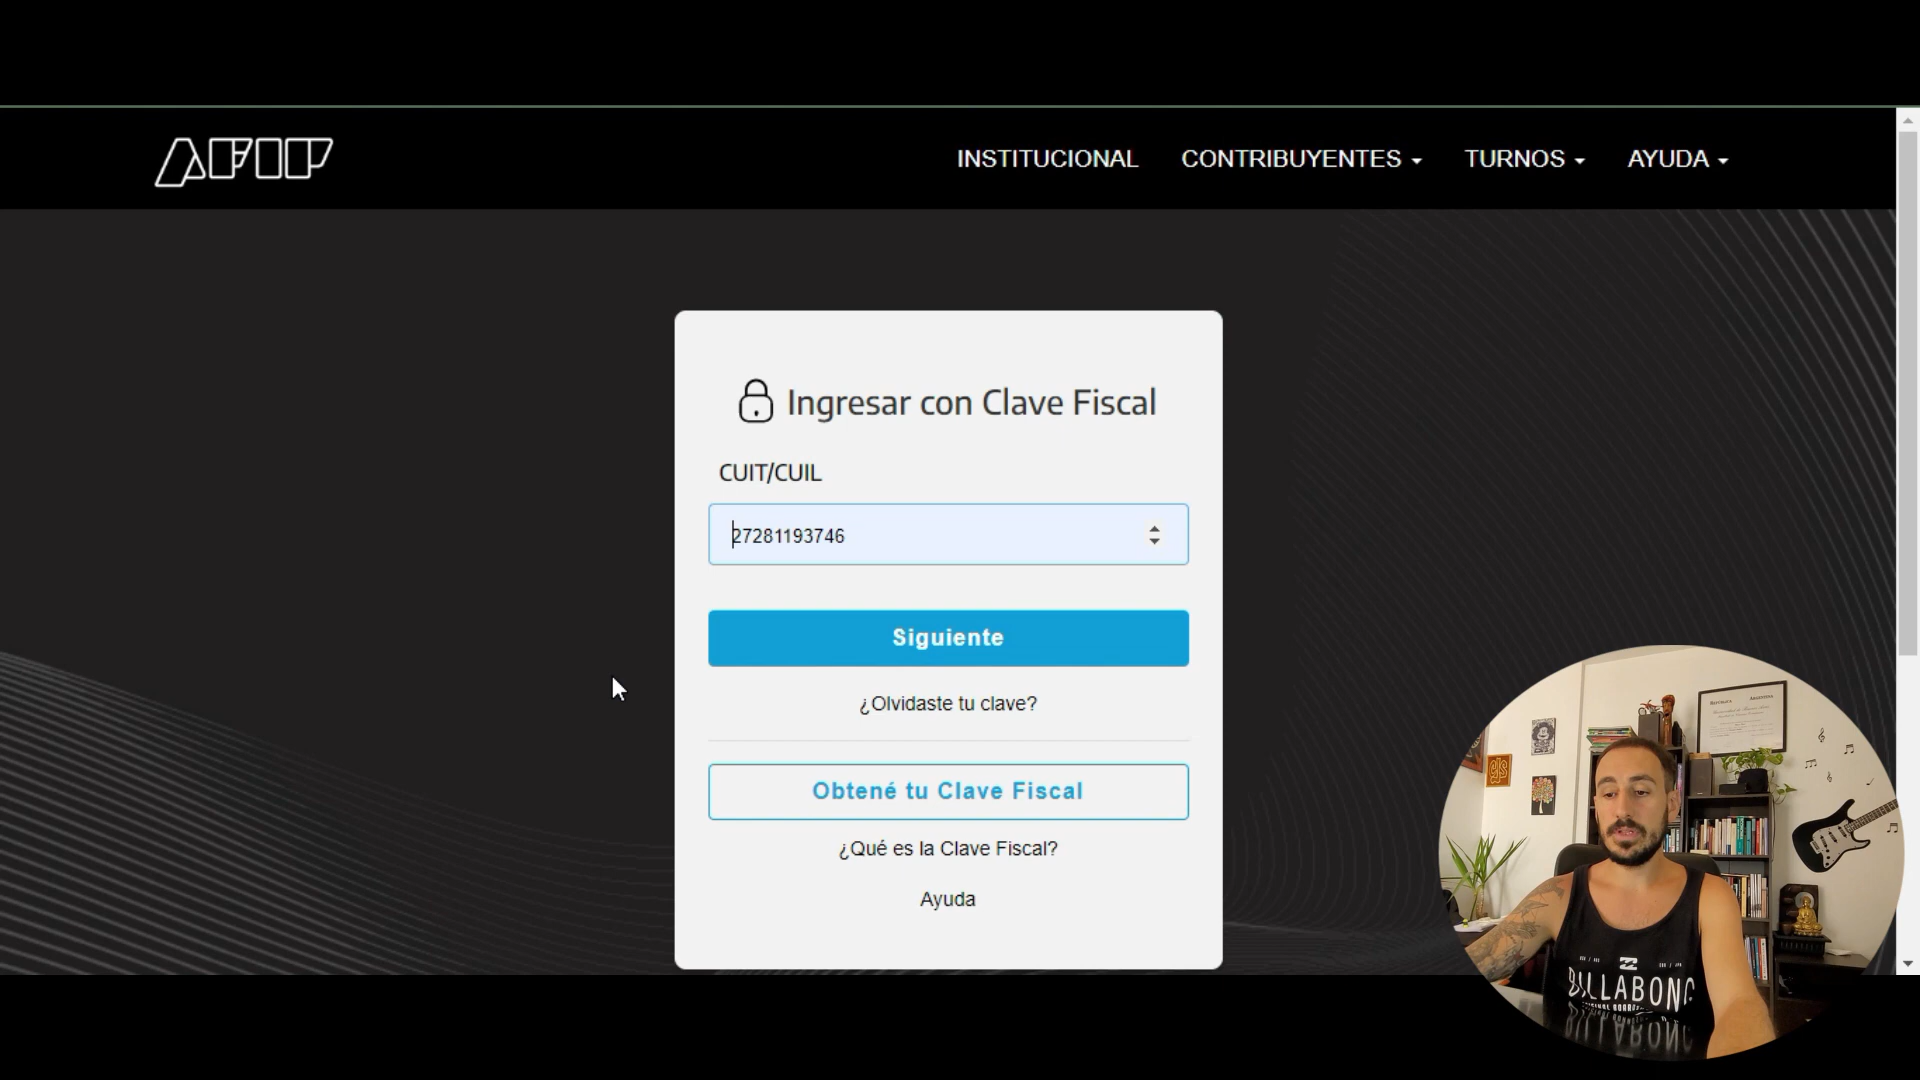 AFIP
INSTITUCIONAL CONTRIBUYENTES TURNOS AYUDA
Ingresar con Clave Fiscal
CUIT/CUIL
27281193746
Siguiente
¿Olvidaste tu clave?
Obtené tu Clave Fiscal
¿Qué es la Clave Fiscal?
Ayuda
BILLABONG